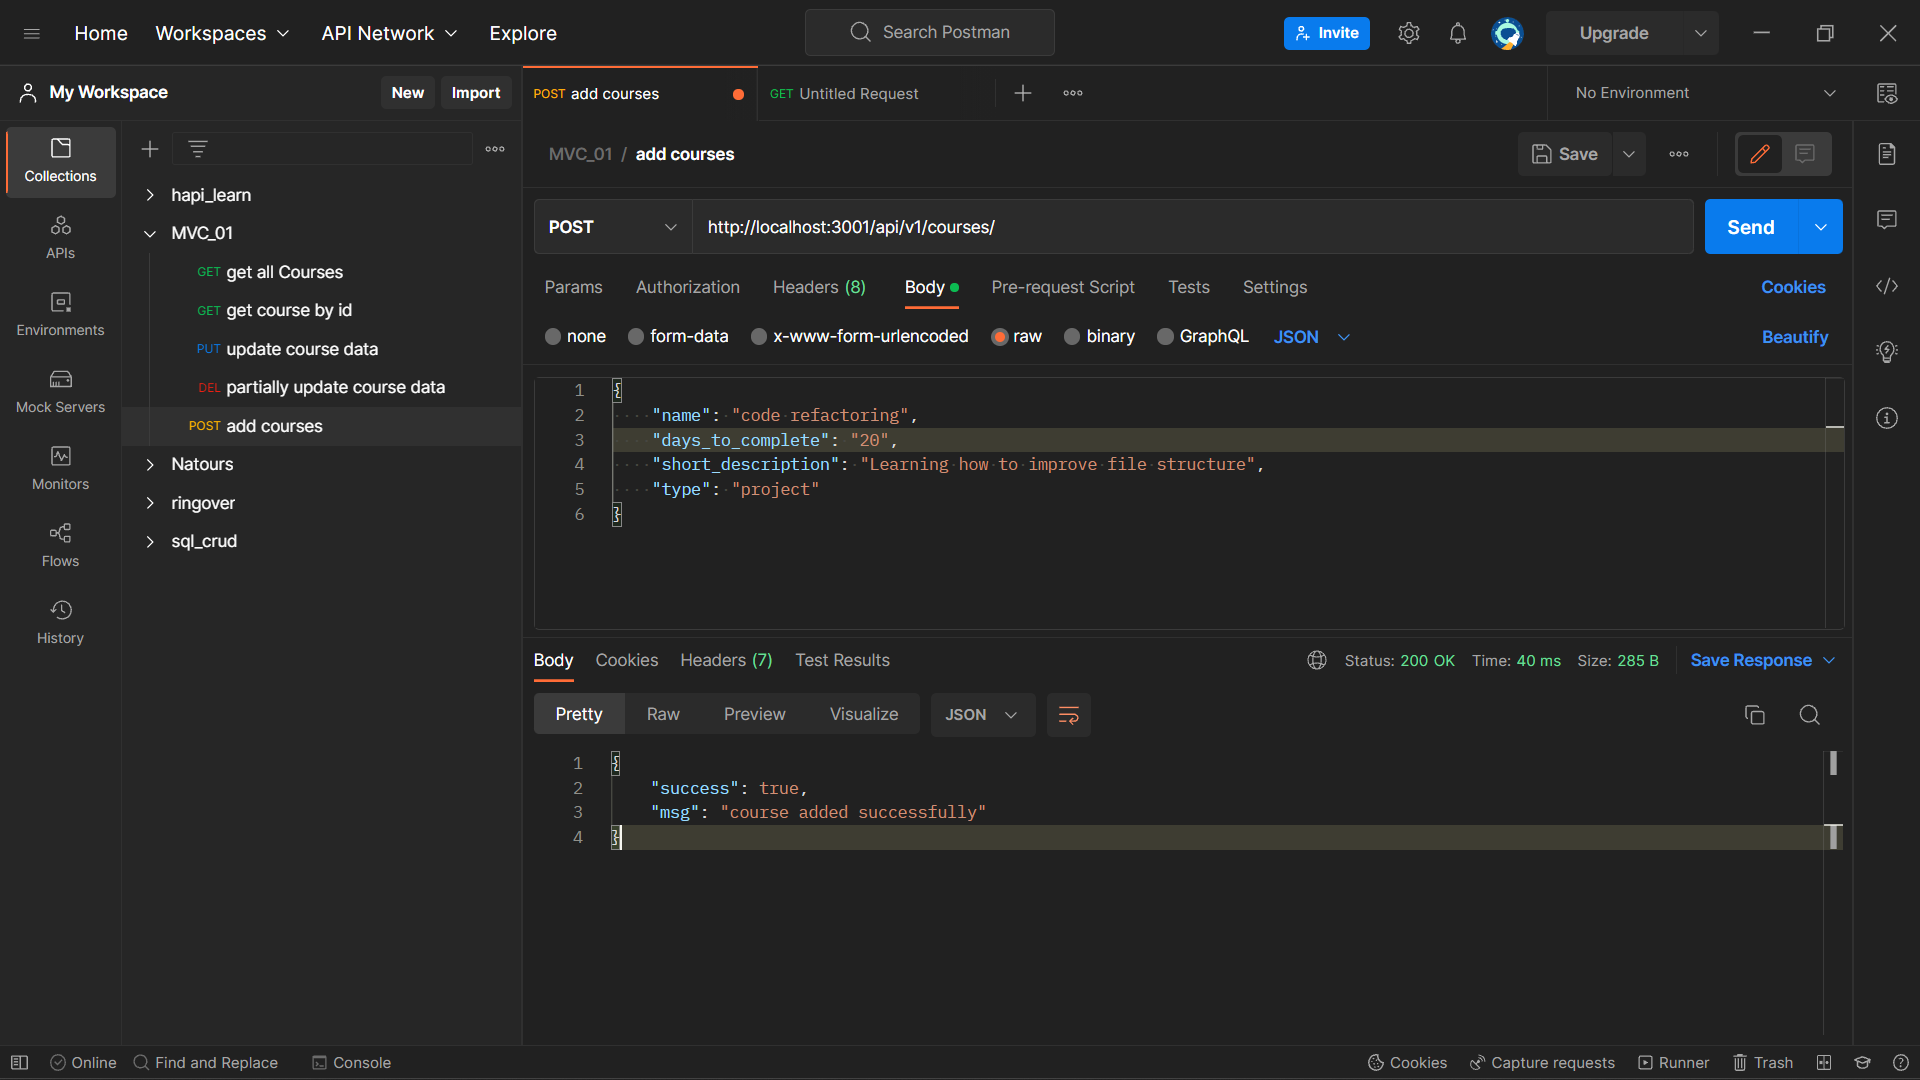 Home Workspaces API Network Explore Search Postman Invite Upgrade
My Workspace New Import
POST add courses GET Untitled Request No Environment
Collections
APIs
Environments
Mock Servers
Monitors
Flows
History
hapi_learn
MVC_01
GET get all Courses
GET get course by id
PUT update course data
DEL partially update course data
POST add courses
Natours
ringover
sql_crud
MVC_01 / add courses Save
POST http://localhost:3001/api/v1/courses/ Send
Params Authorization Headers (8) Body Pre-request Script Tests Settings Cookies
none form-data x-www-form-urlencoded raw binary GraphQL JSON Beautify
1 {
2 "name": "code refactoring",
3 "days_to_complete": "20",
4 "short_description": "Learning how to improve file structure",
5 "type": "project"
6 }
Body Cookies Headers (7) Test Results Status: 200 OK Time: 40 ms Size: 285 B Save Response
Pretty Raw Preview Visualize JSON
1 {
2 "success": true,
3 "msg": "course added successfully"
4 }
Online Find and Replace Console Cookies Capture requests Runner Trash